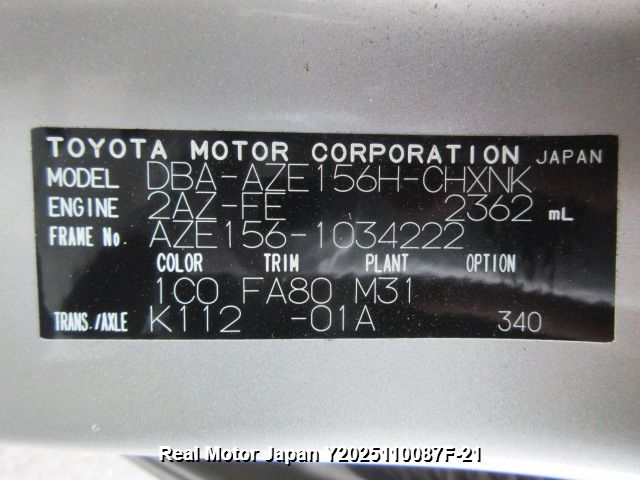 TOYOTA MOTOR CORPORATION JAPAN
MODEL DBA-AZE156H-CHXNK
ENGINE 2AZ-FE 2362 mL
FRAME No. AZE156-1034222
COLOR TRIM PLANT OPTION
1C0 FA80 M31
TRANS./AXLE K112 -01A 340
Real Motor Japan Y2025110087F-21